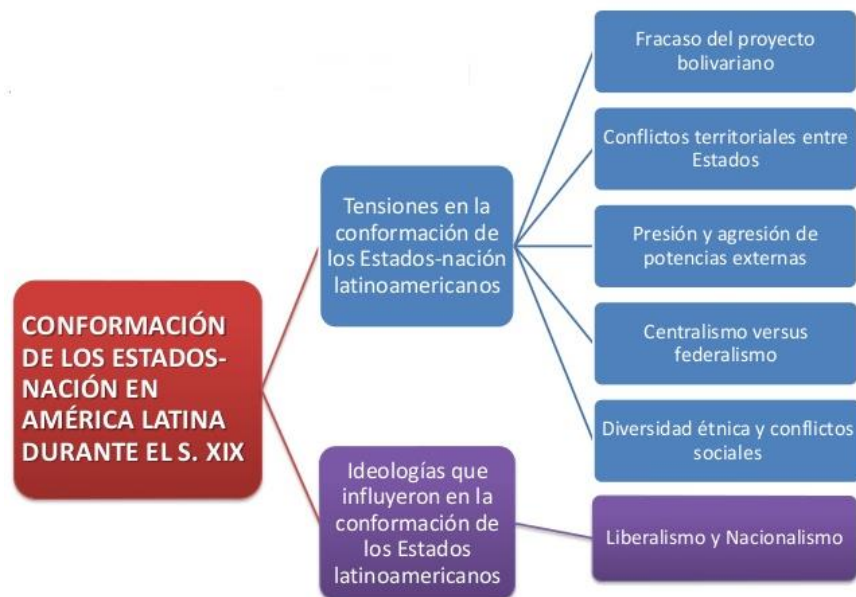 CONFORMACIÓN
DE LOS ESTADOS-
NACIÓN EN
AMÉRICA LATINA
DURANTE EL S. XIX
Tensiones en la
conformación de
los Estados-nación
latinoamericanos
Fracaso del proyecto
bolivariano
Conflictos territoriales entre
Estados
Presión y agresión de
potencias externas
Centralismo versus
federalismo
Diversidad étnica y conflictos
sociales
Ideologías que
influyeron en la
conformación de
los Estados
latinoamericanos
Liberalismo y Nacionalismo